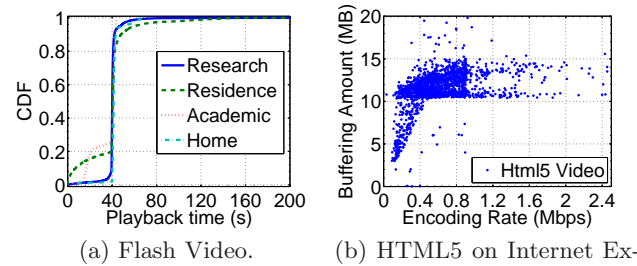 1
0.8
0.6
0.4
0.2
0
CDF
Research
Residence
Academic
Home
0 40 80 120 160 200
Playback time (s)
(a) Flash Video.
20
15
10
5
0
Buffering Amount (MB)
Html5 Video
0 0.4 0.8 1.2 1.6 2 2.4
Encoding Rate (Mbps)
(b) HTML5 on Internet Ex-